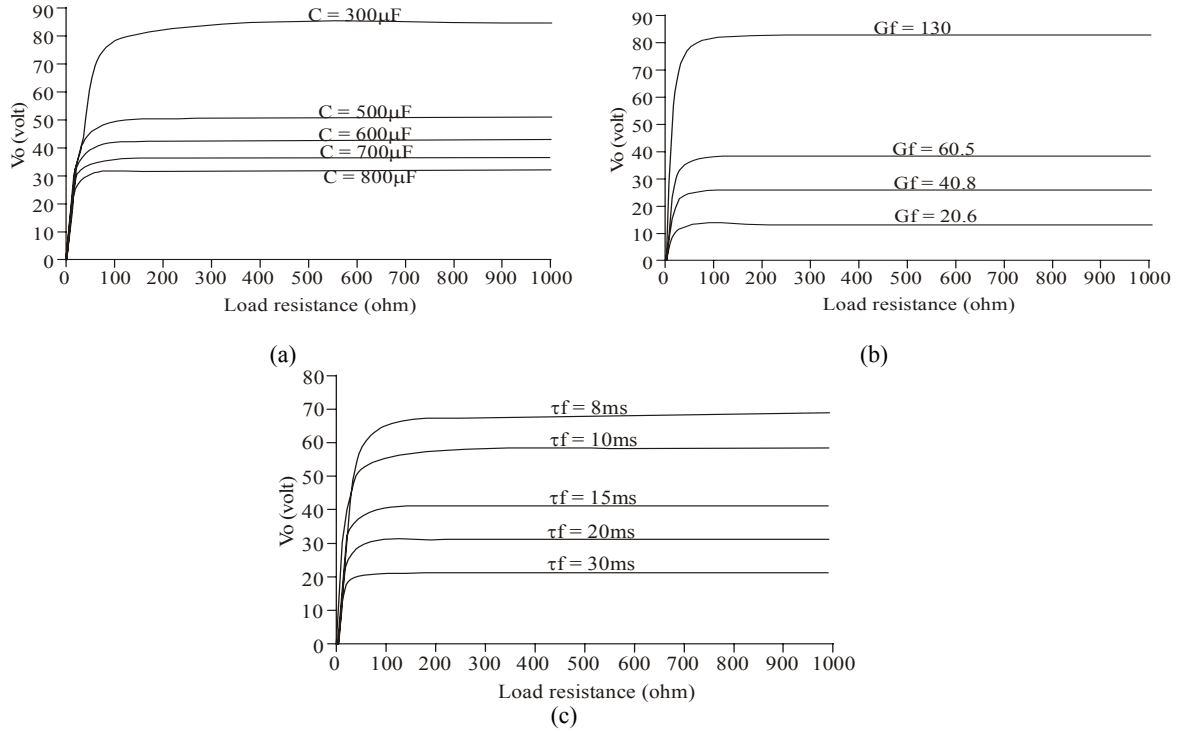 90
80
70
60
50
40
30
20
10
0
Vo (volt)
C = 300μF
C = 500μF
C = 600μF
C = 700μF
C = 800μF
0 100 200 300 400 500 600 700 800 900 1000
Load resistance (ohm)
(a)
90
80
70
60
50
40
30
20
10
0
Vo (volt)
Gf = 130
Gf = 60.5
Gf = 40.8
Gf = 20.6
0 100 200 300 400 500 600 700 800 900 1000
Load resistance (ohm)
(b)
80
70
60
50
40
30
20
10
0
Vo (volt)
τf = 8ms
τf = 10ms
τf = 15ms
τf = 20ms
τf = 30ms
0 100 200 300 400 500 600 700 800 900 1000
Load resistance (ohm)
(c)